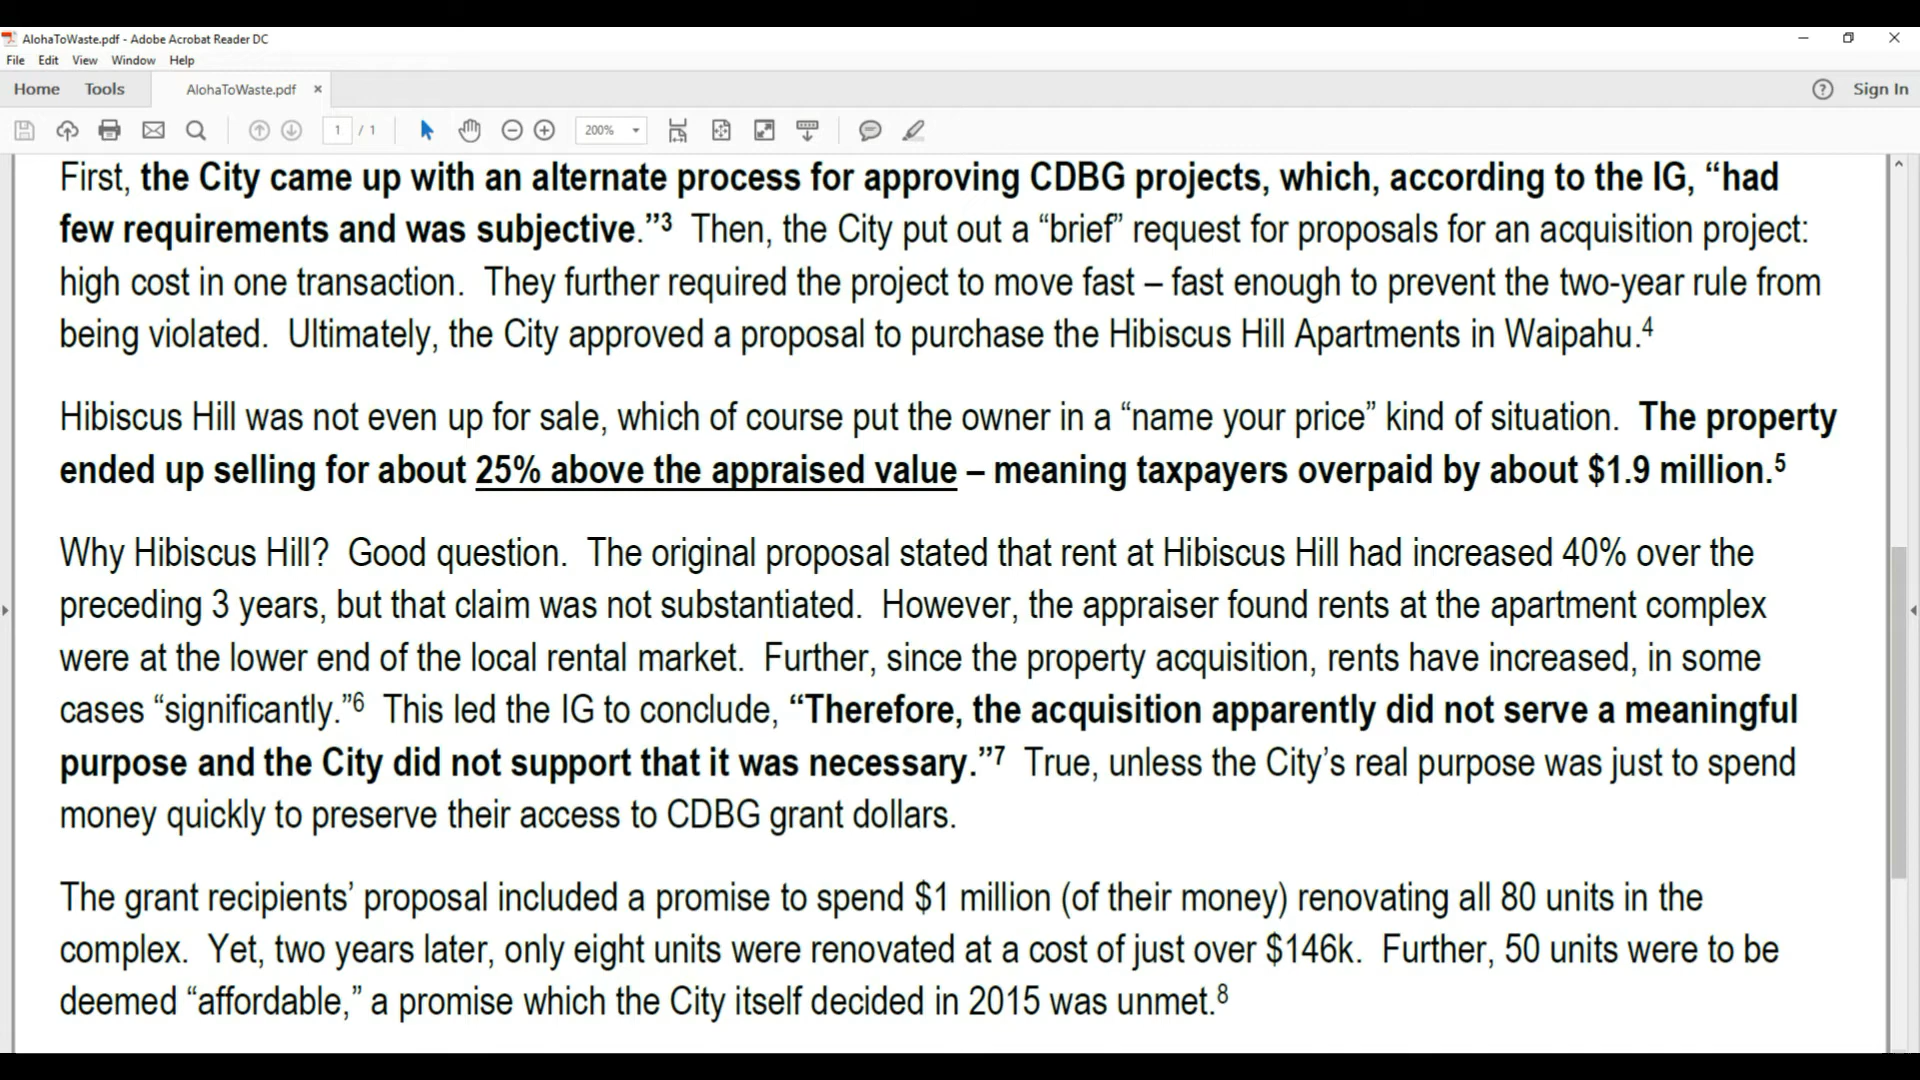 AlohaToWaste.pdf - Adobe Acrobat Reader DC
File Edit View Window Help
Home Tools AlohaToWaste.pdf × ? Sign In
1 / 1 200%
First, the City came up with an alternate process for approving CDBG projects, which, according to the IG, “had
few requirements and was subjective.”3 Then, the City put out a “brief” request for proposals for an acquisition project:
high cost in one transaction. They further required the project to move fast – fast enough to prevent the two-year rule from
being violated. Ultimately, the City approved a proposal to purchase the Hibiscus Hill Apartments in Waipahu.4
Hibiscus Hill was not even up for sale, which of course put the owner in a “name your price” kind of situation. The property
ended up selling for about 25% above the appraised value – meaning taxpayers overpaid by about $1.9 million.5
Why Hibiscus Hill? Good question. The original proposal stated that rent at Hibiscus Hill had increased 40% over the
preceding 3 years, but that claim was not substantiated. However, the appraiser found rents at the apartment complex
were at the lower end of the local rental market. Further, since the property acquisition, rents have increased, in some
cases “significantly.”6 This led the IG to conclude, “Therefore, the acquisition apparently did not serve a meaningful
purpose and the City did not support that it was necessary.”7 True, unless the City’s real purpose was just to spend
money quickly to preserve their access to CDBG grant dollars.
The grant recipients’ proposal included a promise to spend $1 million (of their money) renovating all 80 units in the
complex. Yet, two years later, only eight units were renovated at a cost of just over $146k. Further, 50 units were to be
deemed “affordable,” a promise which the City itself decided in 2015 was unmet.8